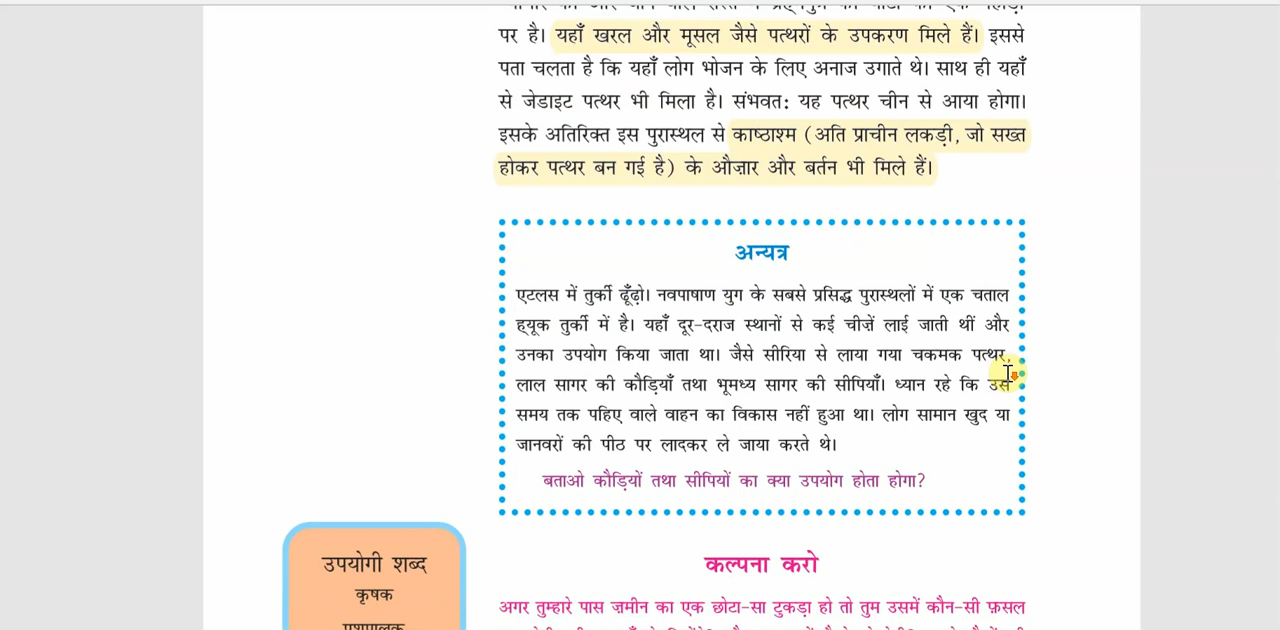 पर है। यहाँ खरल और मूसल जैसे पत्थरों के उपकरण मिले हैं। इससे
पता चलता है कि यहाँ लोग भोजन के लिए अनाज उगाते थे। साथ ही यहाँ
से जेडाइट पत्थर भी मिला है। संभवत: यह पत्थर चीन से आया होगा।
इसके अतिरिक्त इस पुरास्थल से काष्ठाश्म (अति प्राचीन लकड़ी, जो सख्त
होकर पत्थर बन गई है) के औज़ार और बर्तन भी मिले हैं।
अन्यत्र
एटलस में तुर्की ढूँढ़ो। नवपाषाण युग के सबसे प्रसिद्ध पुरास्थलों में एक चताल
ह्यूक तुर्की में है। यहाँ दूर-दराज स्थानों से कई चीज़ें लाई जाती थीं और
उनका उपयोग किया जाता था। जैसे सीरिया से लाया गया चकमक पत्थर,
लाल सागर की कौड़ियाँ तथा भूमध्य सागर की सीपियाँ। ध्यान रहे कि उस
समय तक पहिए वाले वाहन का विकास नहीं हुआ था। लोग सामान खुद या
जानवरों की पीठ पर लादकर ले जाया करते थे।
बताओ कौड़ियों तथा सीपियों का क्या उपयोग होता होगा?
उपयोगी शब्द
कृषक
कल्पना करो
अगर तुम्हारे पास ज़मीन का एक छोटा-सा टुकड़ा हो तो तुम उसमें कौन-सी फ़सल